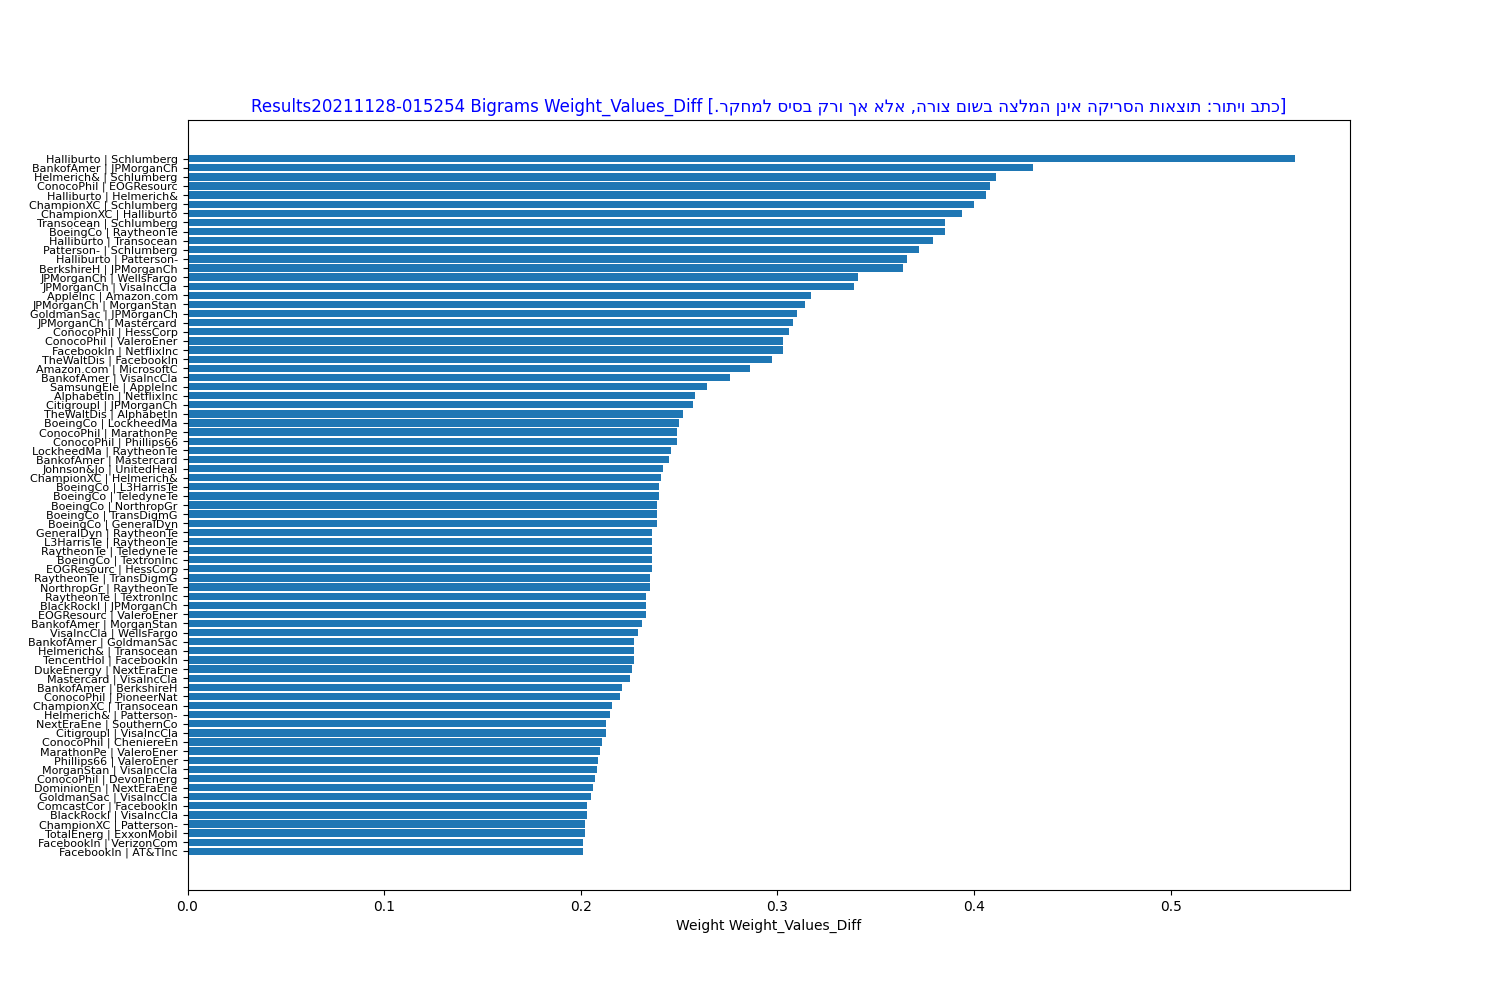 Results20211128-015254 Bigrams Weight_Values_Diff [כתב ויתור: תוצאות הסריקה אינן המלצה בשום צורה, אלא אך ורק בסיס למחקר.]
Halliburto | Schlumberg
BankofAmer | JPMorganCh
Helmerich& | Schlumberg
ConocoPhil | EOGResourc
Halliburto | Helmerich&
ChampionXC | Schlumberg
ChampionXC | Halliburto
Transocean | Schlumberg
BoeingCo | RaytheonTe
Halliburto | Transocean
Patterson- | Schlumberg
Halliburto | Patterson-
BerkshireH | JPMorganCh
JPMorganCh | WellsFargo
JPMorganCh | VisaIncCla
AppleInc | Amazon.com
JPMorganCh | MorganStan
GoldmanSac | JPMorganCh
JPMorganCh | Mastercard
ConocoPhil | HessCorp
ConocoPhil | ValeroEner
FacebookIn | NetflixInc
TheWaltDis | FacebookIn
Amazon.com | MicrosoftC
BankofAmer | VisaIncCla
SamsungEle | AppleInc
AlphabetIn | NetflixInc
CitigroupI | JPMorganCh
TheWaltDis | AlphabetIn
BoeingCo | LockheedMa
ConocoPhil | MarathonPe
ConocoPhil | Phillips66
LockheedMa | RaytheonTe
BankofAmer | Mastercard
Johnson&Jo | UnitedHeal
ChampionXC | Helmerich&
BoeingCo | L3HarrisTe
BoeingCo | TeledyneTe
BoeingCo | NorthropGr
BoeingCo | TransDigmG
BoeingCo | GeneralDyn
GeneralDyn | RaytheonTe
L3HarrisTe | RaytheonTe
RaytheonTe | TeledyneTe
BoeingCo | TextronInc
EOGResourc | HessCorp
RaytheonTe | TransDigmG
NorthropGr | RaytheonTe
RaytheonTe | TextronInc
BlackRockI | JPMorganCh
EOGResourc | ValeroEner
BankofAmer | MorganStan
VisaIncCla | WellsFargo
BankofAmer | GoldmanSac
Helmerich& | Transocean
TencentHol | FacebookIn
DukeEnergy | NextEraEne
Mastercard | VisaIncCla
BankofAmer | BerkshireH
ConocoPhil | PioneerNat
ChampionXC | Transocean
Helmerich& | Patterson-
NextEraEne | SouthernCo
CitigroupI | VisaIncCla
ConocoPhil | CheniereEn
MarathonPe | ValeroEner
Phillips66 | ValeroEner
MorganStan | VisaIncCla
ConocoPhil | DevonEnerg
DominionEn | NextEraEne
GoldmanSac | VisaIncCla
ComcastCor | FacebookIn
BlackRockI | VisaIncCla
ChampionXC | Patterson-
TotalEnerg | ExxonMobil
FacebookIn | VerizonCom
FacebookIn | AT&TInc
0.0 0.1 0.2 0.3 0.4 0.5
Weight Weight_Values_Diff